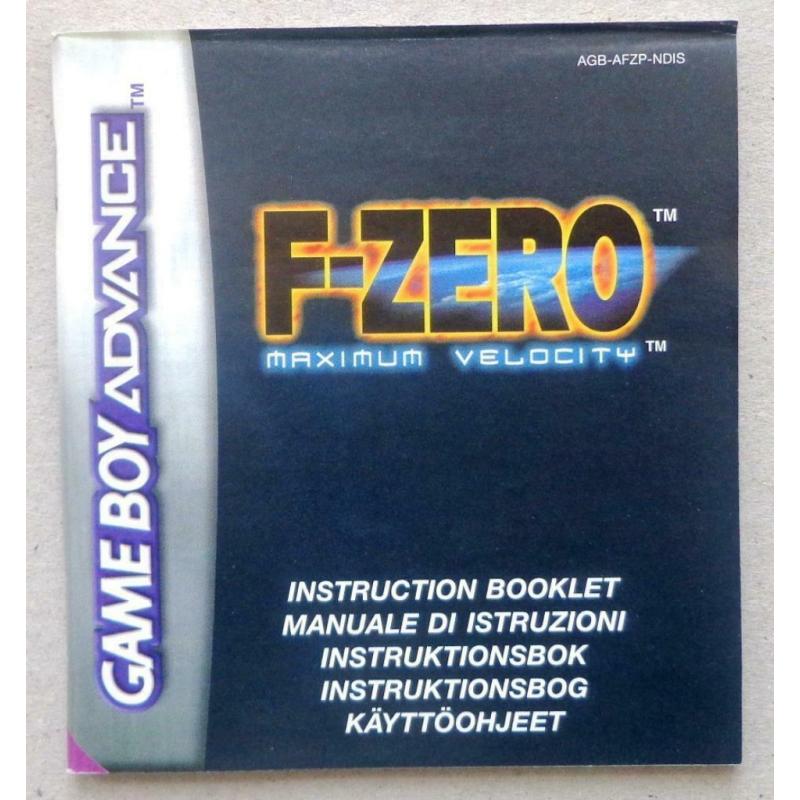 AGB-AFZP-NDIS
GAME BOY ADVANCE™
F-ZERO™
MAXIMUM VELOCITY™
INSTRUCTION BOOKLET
MANUALE DI ISTRUZIONI
INSTRUKTIONSBOK
INSTRUKTIONSBOG
KÄYTTÖOHJEET